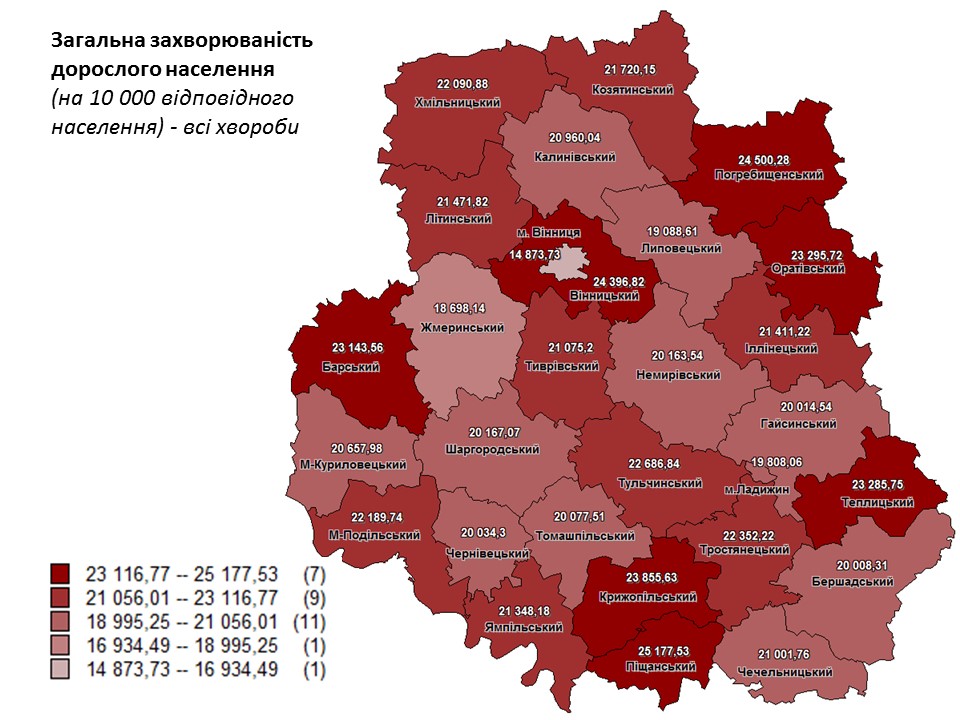 Загальна захворюваність
дорослого населення
(на 10 000 відповідного
населення) - всі хвороби
22 090,88
Хмільницький
21 720,15
Козятинський
20 960,04
Калинівський
24 500,28
Погребищенський
21 471,82
Літинський
м. Вінниця
14 873,73
24 396,82
Вінницький
19 088,61
Липовецький
23 295,72
Оратівський
18 698,14
Жмеринський
23 143,56
Барський
21 075,2
Тиврівський
20 163,54
Немирівський
21 411,22
Іллінецький
20 014,54
Гайсинський
20 657,98
М-Куриловецький
20 167,07
Шаргородський
22 686,84
Тульчинський
19 808,06
м.Ладижин
23 285,75
Теплицький
22 189,74
М-Подільський
20 034,3
Чернівецький
20 077,51
Томашпільський
22 352,22
Тростянецький
20 008,31
Бершадський
23 855,63
Крижопільський
21 348,18
Ямпільський
25 177,53
Піщанський
21 001,76
Чечельницький
23 116,77 -- 25 177,53 (7)
21 056,01 -- 23 116,77 (9)
18 995,25 -- 21 056,01 (11)
16 934,49 -- 18 995,25 (1)
14 873,73 -- 16 934,49 (1)